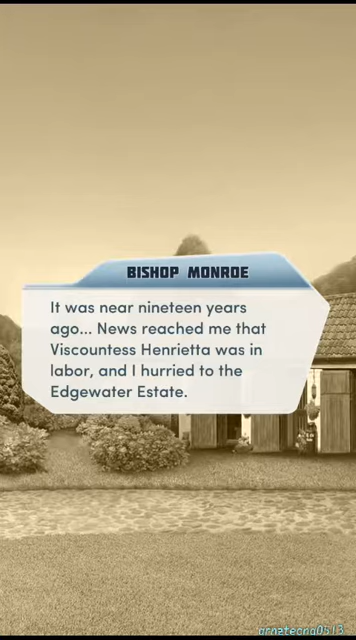 BISHOP MONROE
It was near nineteen years
ago... News reached me that
Viscountess Henrietta was in
labor, and I hurried to the
Edgewater Estate.